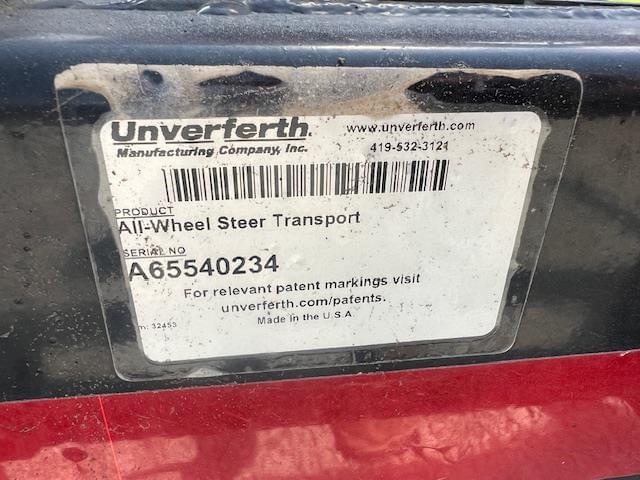 Unverferth
Manufacturing Company, Inc.
www.unverferth.com
419-532-3121
PRODUCT
All-Wheel Steer Transport
SERIAL NO
A65540234
For relevant patent markings visit
unverferth.com/patents.
Made in the U.S.A
32453